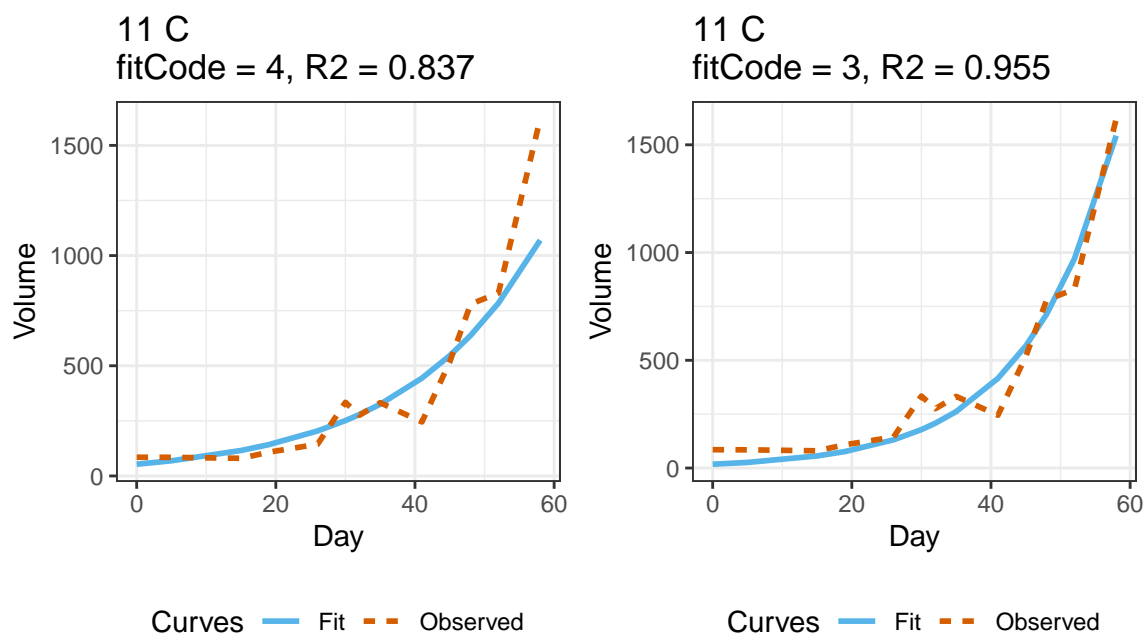 11 C
fitCode = 4, R2 = 0.837
1500
1000
500
0
Volume
0 20 40 60
Day
Curves Fit Observed
11 C
fitCode = 3, R2 = 0.955
1500
1000
500
0
Volume
0 20 40 60
Day
Curves Fit Observed